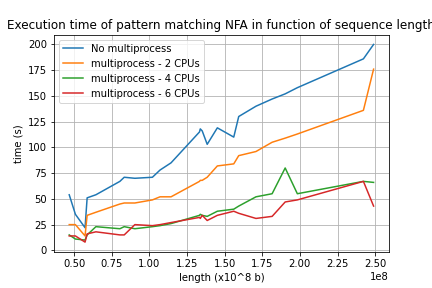 Execution time of pattern matching NFA in function of sequence length
200
175
150
125
100
75
50
25
0
time (s)
No multiprocess
multiprocess - 2 CPUs
multiprocess - 4 CPUs
multiprocess - 6 CPUs
0.50 0.75 1.00 1.25 1.50 1.75 2.00 2.25 2.50
1e8
length (x10^8 b)